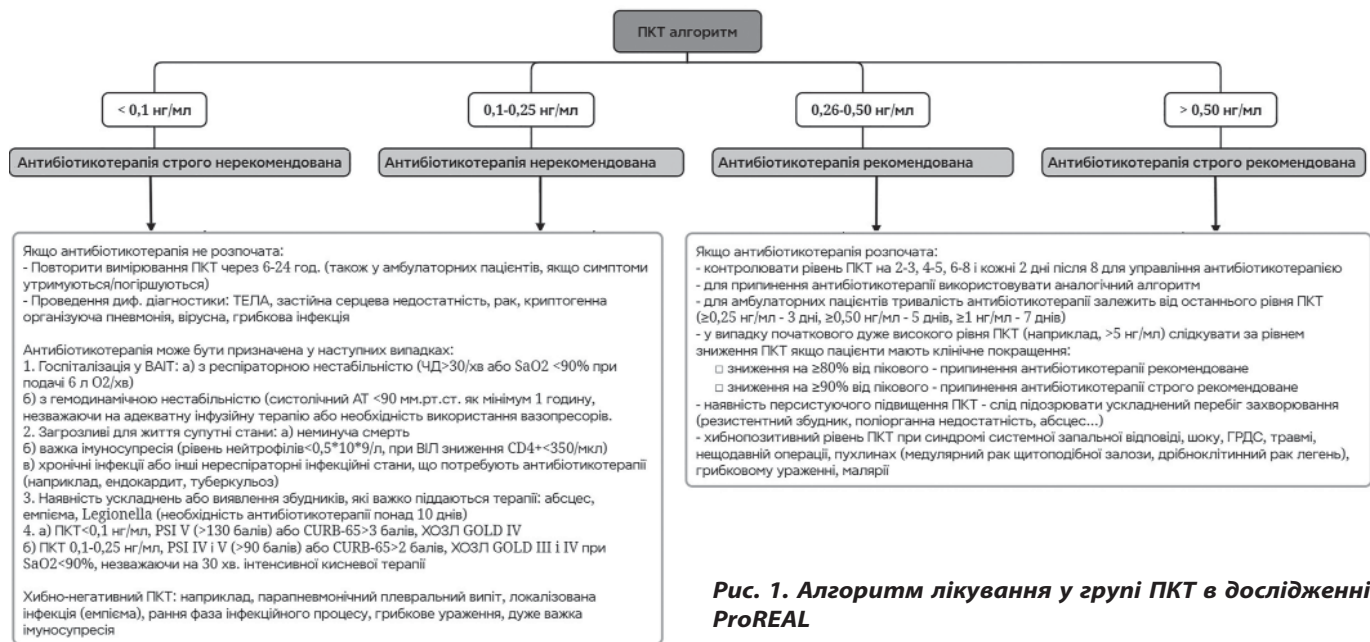 ПКТ алгоритм
< 0,1 нг/мл
0,1-0,25 нг/мл
0,26-0,50 нг/мл
> 0,50 нг/мл
Антибіотикотерапія строго нерекомендована
Антибіотикотерапія нерекомендована
Антибіотикотерапія рекомендована
Антибіотикотерапія строго рекомендована
Якщо антибіотикотерапія не розпочата:
- Повторити вимірювання ПКТ через 6-24 год. (також у амбулаторних пацієнтів, якщо симптоми
утримуються/погіршуються)
- Проведення диф. діагностики: ТЕЛА, застійна серцева недостатність, рак, криптогенна
організуюча пневмонія, вірусна, грибкова інфекція
Антибіотикотерапія може бути призначена у наступних випадках:
1. Госпіталізація у ВАІТ: а) з респіраторною нестабільністю (ЧД>30/хв або SaO2 <90% при
подачі 6 л О2/хв)
б) з гемодинамічною нестабільністю (систолічний АТ <90 мм.рт.ст. як мінімум 1 годину,
незважаючи на адекватну інфузійну терапію або необхідність використання вазопресорів.
2. Загрозливі для життя супутні стани: а) неминуча смерть
б) важка імуносупресія (рівень нейтрофілів<0,5*10*9/л, при ВІЛ зниження CD4+<350/мкл)
в) хронічні інфекції або інші нереспіраторні інфекційні стани, що потребують антибіотикотерапії
(наприклад, ендокардит, туберкульоз)
3. Наявність ускладнень або виявлення збудників, які важко піддаються терапії: абсцес,
емпієма, Legionella (необхідність антибіотикотерапії понад 10 днів)
4. а) ПКТ<0,1 нг/мл, PSI V (>130 балів) або CURB-65>3 балів, ХОЗЛ GOLD IV
б) ПКТ 0,1-0,25 нг/мл, PSI IV і V (>90 балів) або CURB-65>2 балів, ХОЗЛ GOLD III і IV при
SaO2<90%, незважаючи на 30 хв. інтенсивної кисневої терапії
Хибно-негативний ПКТ: наприклад, парапневмонічний плевральний випіт, локалізована
інфекція (емпієма), рання фаза інфекційного процесу, грибкове ураження, дуже важка
імуносупресія
Якщо антибіотикотерапія розпочата:
- контролювати рівень ПКТ на 2-3, 4-5, 6-8 і кожні 2 дні після 8 для управління антибіотикотерапією
- для припинення антибіотикотерапії використовувати аналогічний алгоритм
- для амбулаторних пацієнтів тривалість антибіотикотерапії залежить від останнього рівня ПКТ
(≥0,25 нг/мл - 3 дні, ≥0,50 нг/мл - 5 днів, ≥1 нг/мл - 7 днів)
- у випадку початкового дуже високого рівня ПКТ (наприклад, >5 нг/мл) слідкувати за рівнем
зниження ПКТ якщо пацієнти мають клінічне покращення:
□ зниження на ≥80% від пікового - припинення антибіотикотерапії рекомендоване
□ зниження на ≥90% від пікового - припинення антибіотикотерапії строго рекомендоване
- наявність персистуючого підвищення ПКТ - слід підозрювати ускладнений перебіг захворювання
(резистентний збудник, поліорганна недостатність, абсцес...)
- хибнопозитивний рівень ПКТ при синдромі системної запальної відповіді, шоку, ГРДС, травмі,
нещодавній операції, пухлинах (медулярний рак щитоподібної залози, дрібноклітинний рак легень),
грибковому ураженні, малярії
Рис. 1. Алгоритм лікування у групі ПКТ в дослідженні
ProREAL